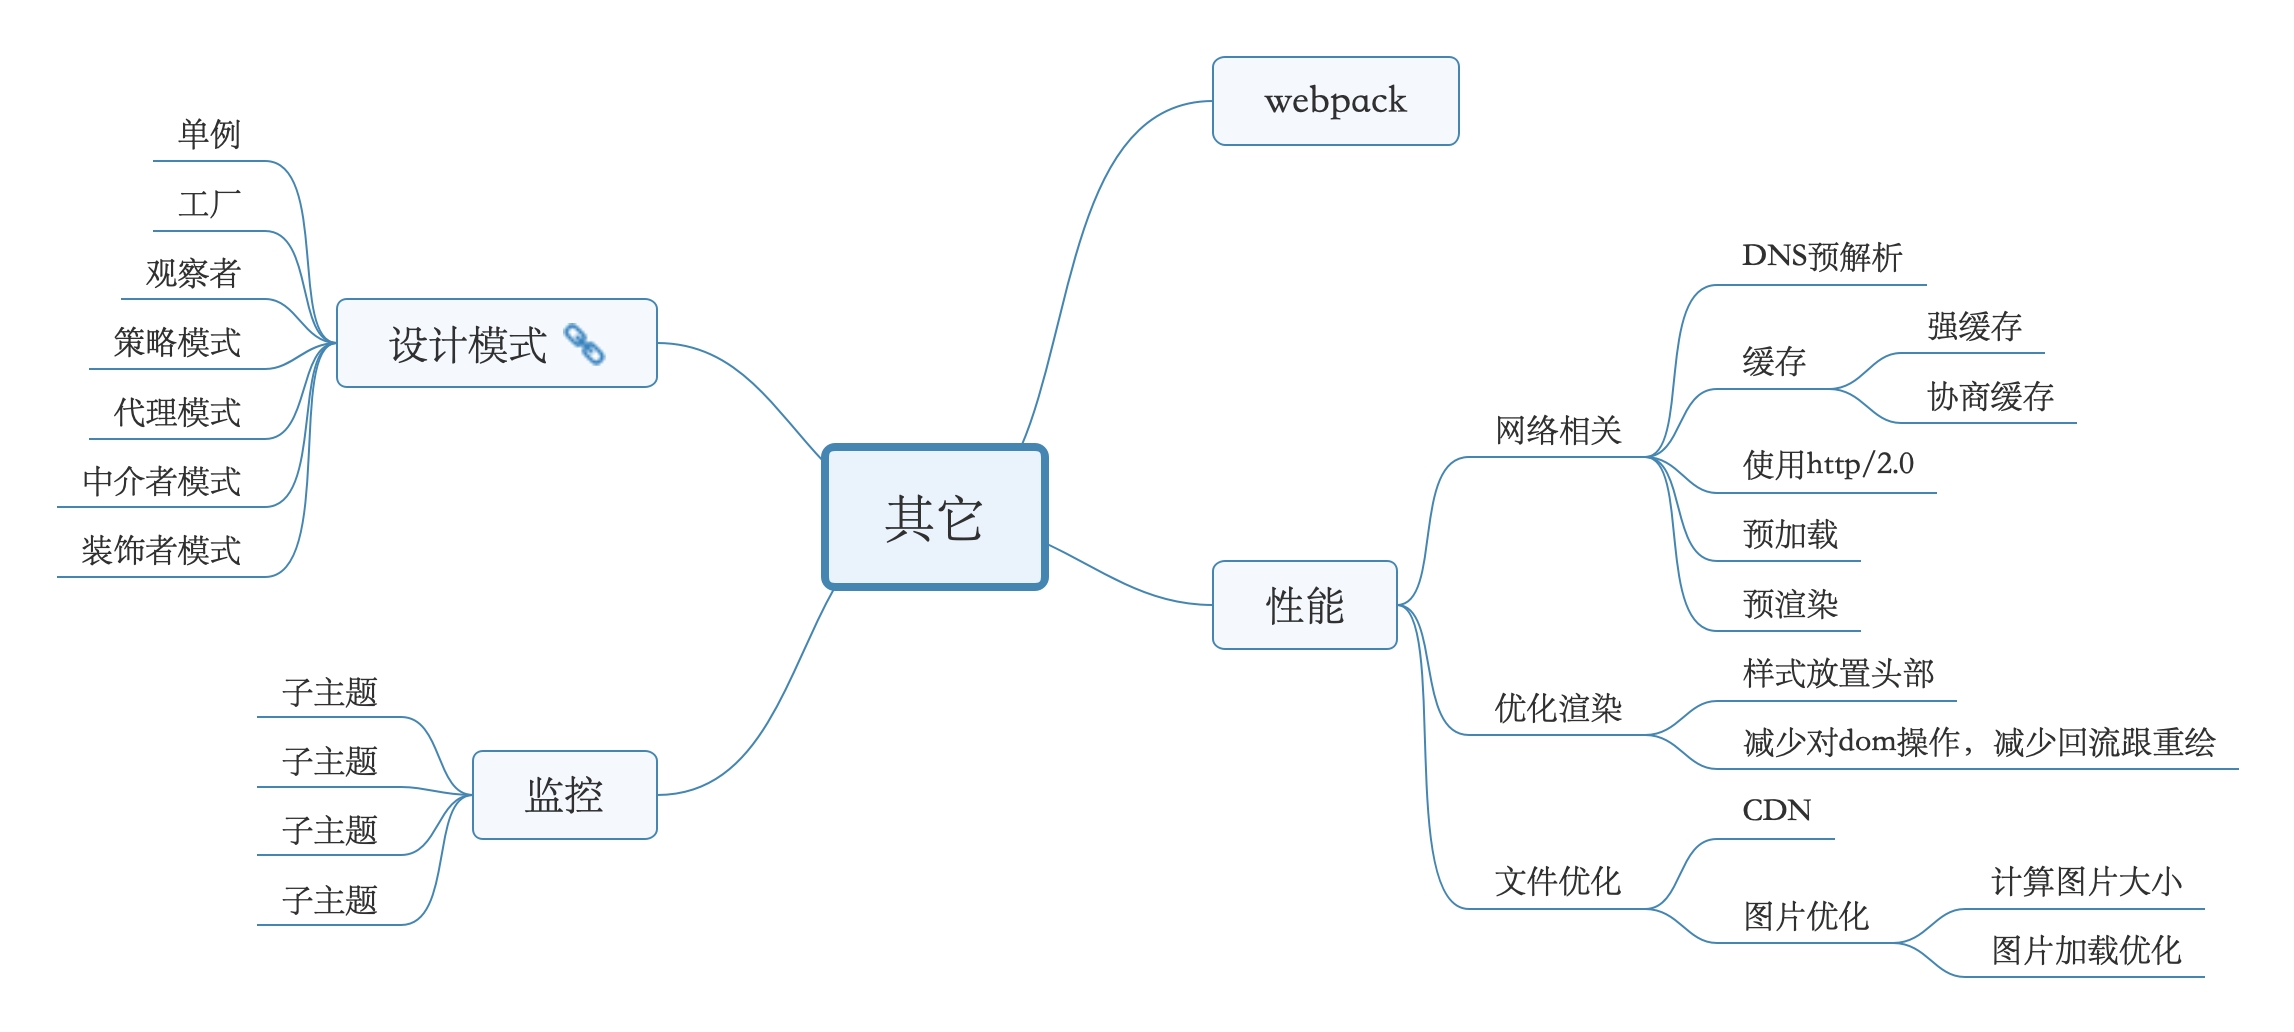 其它
webpack
性能
网络相关
DNS预解析
缓存
强缓存
协商缓存
使用http/2.0
预加载
预渲染
优化渲染
样式放置头部
减少对dom操作，减少回流跟重绘
文件优化
CDN
图片优化
计算图片大小
图片加载优化
设计模式
单例
工厂
观察者
策略模式
代理模式
中介者模式
装饰者模式
监控
子主题
子主题
子主题
子主题